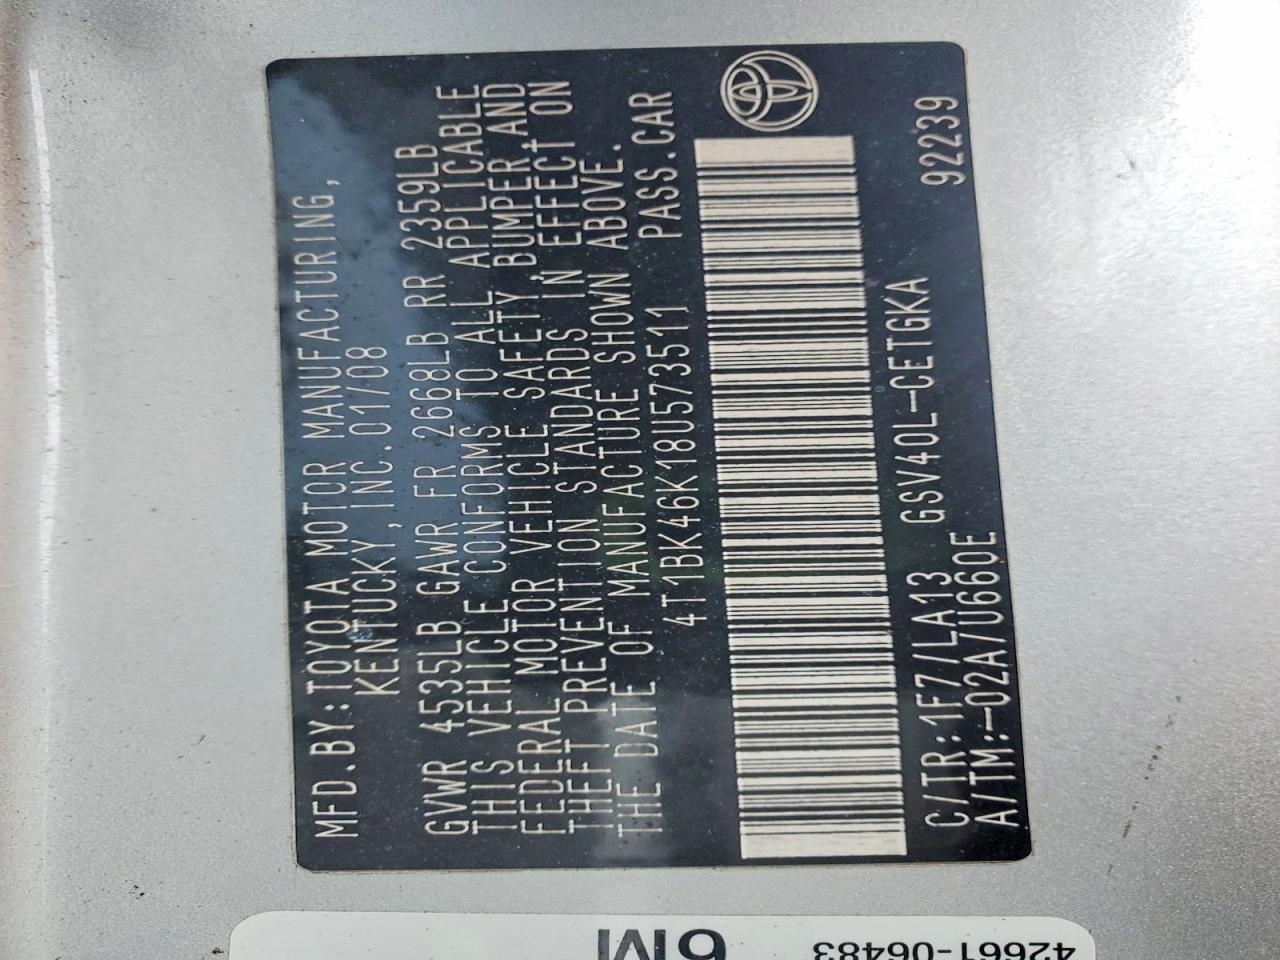 MFD.BY:TOYOTA MOTOR MANUFACTURING,
KENTUCKY,INC.01/08
GVWR 4535LB GAWR FR 2668LB RR 2359LB
THIS VEHICLE CONFORMS TO ALL APPLICABLE
FEDERAL MOTOR VEHICLE SAFETY, BUMPER, AND
THEFT PREVENTION STANDARDS IN EFFECT ON
THE DATE OF MANUFACTURE SHOWN ABOVE.
4T1BK46K18U573511 PASS.CAR
C/TR:1F7/LA13 GSV40L-CETGKA 92239
A/TM:-02A/U660E
42661-06483